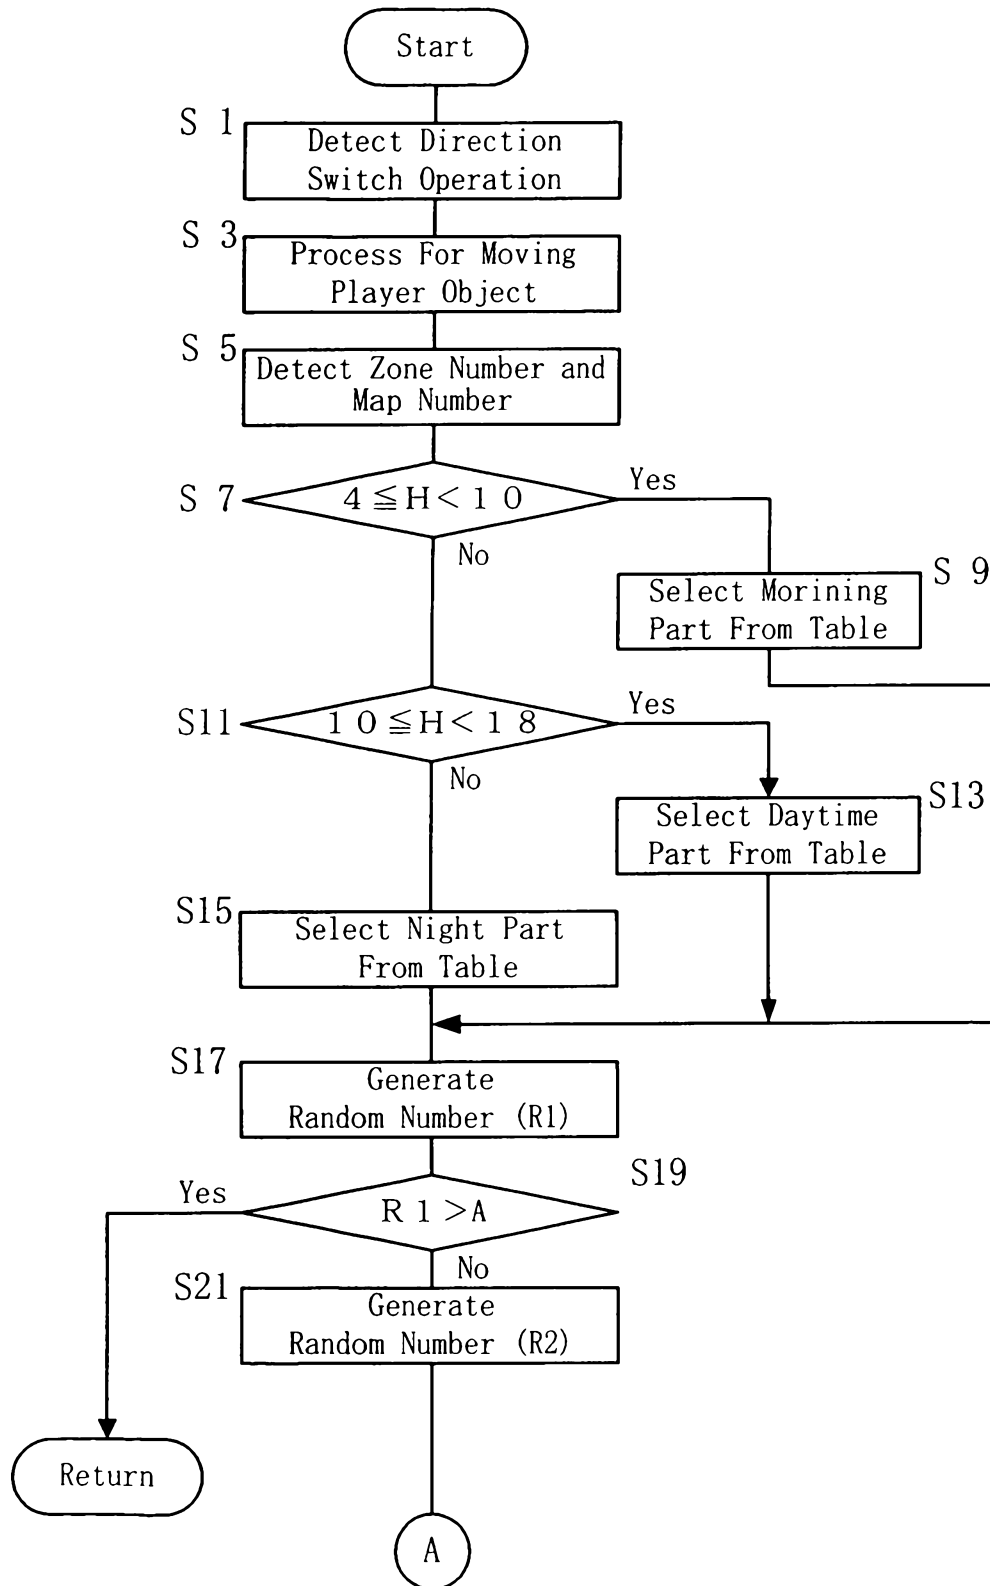 Start
S 1
Detect Direction
Switch Operation
S 3
Process For Moving
Player Object
S 5
Detect Zone Number and
Map Number
S 7
4≦H<10
Yes
No
S 9
Select Morining
Part From Table
S11
10≦H<18
Yes
No
S13
Select Daytime
Part From Table
S15
Select Night Part
From Table
S17
Generate
Random Number (R1)
S19
R1>A
Yes
No
S21
Generate
Random Number (R2)
Return
A